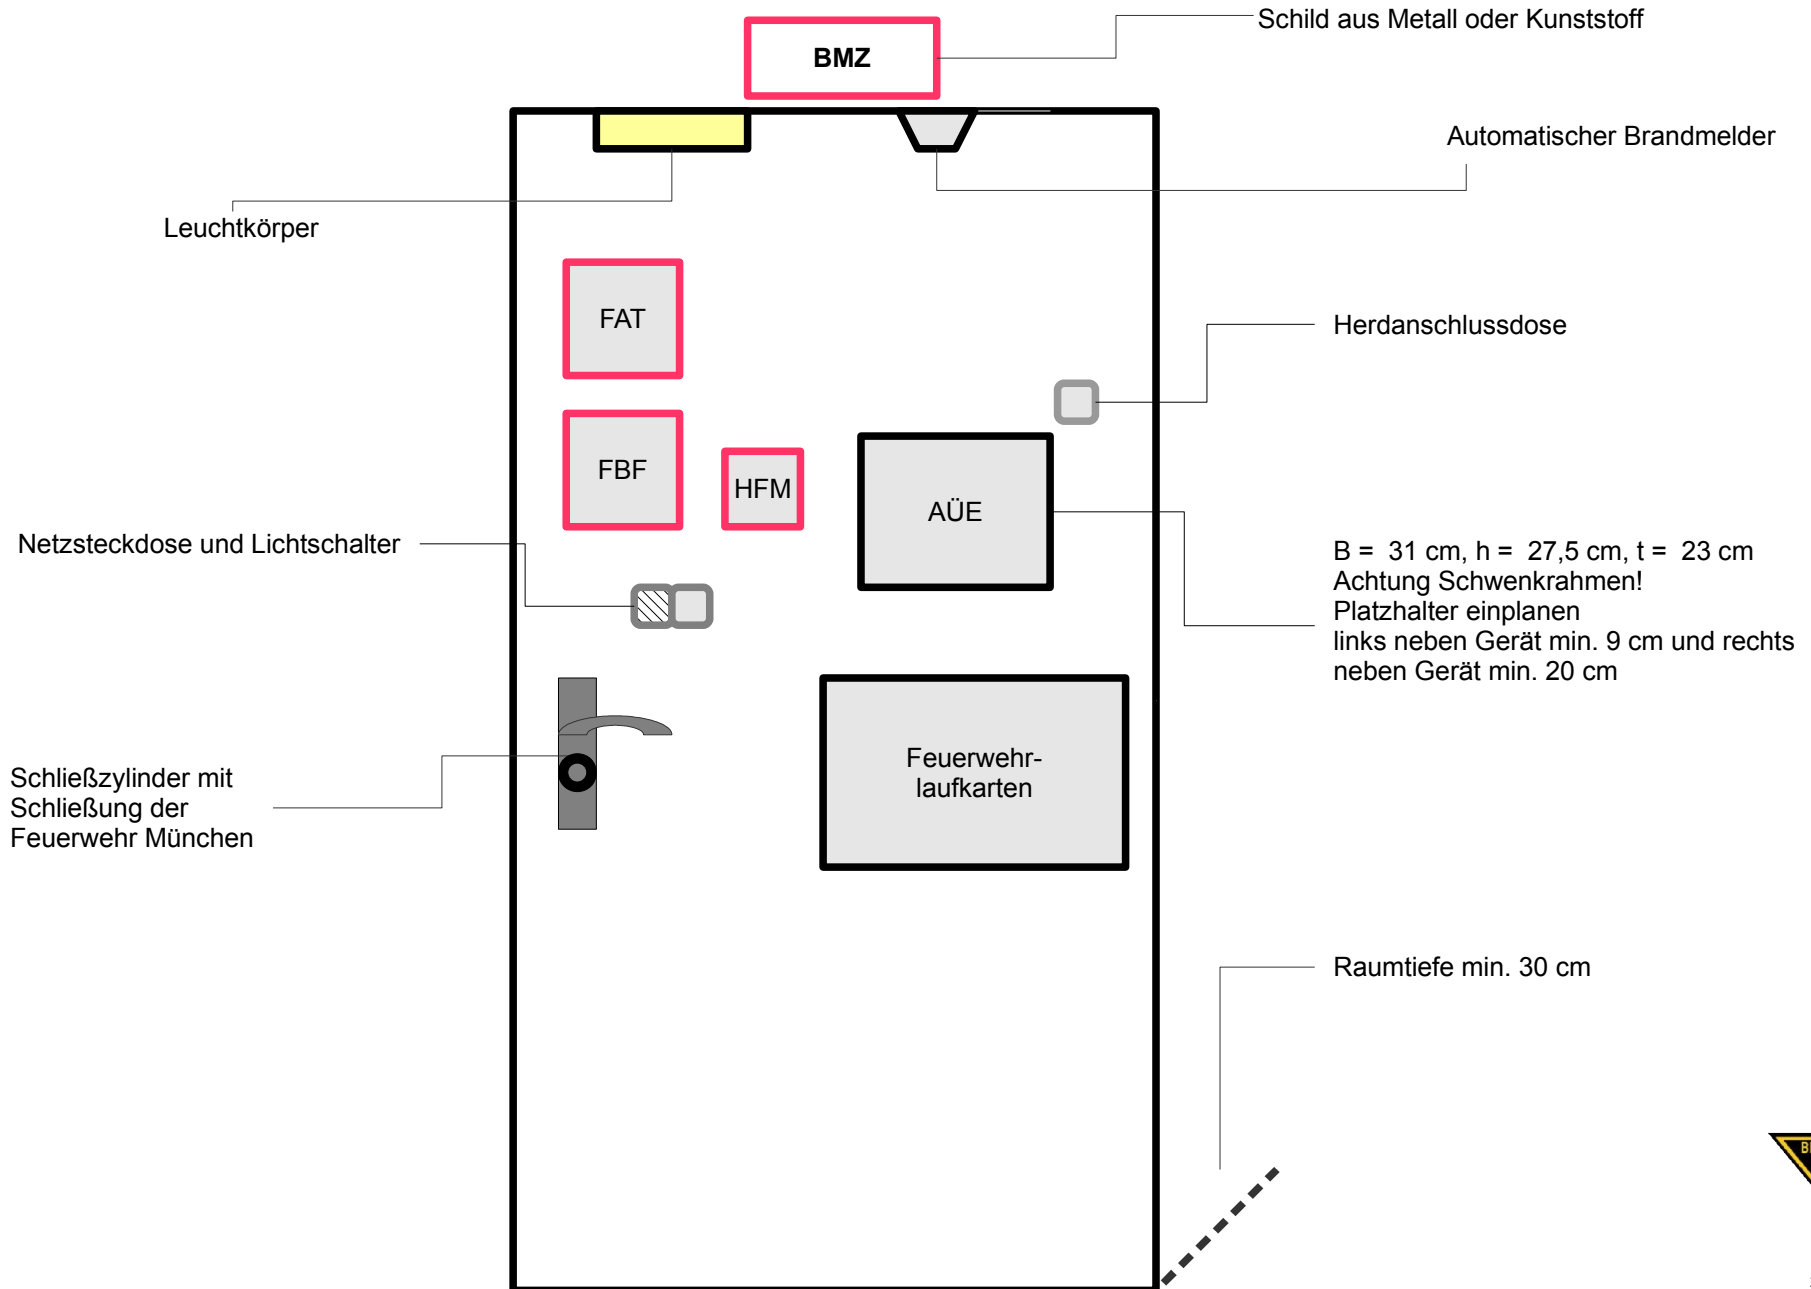 Schild aus Metall oder Kunststoff
BMZ
Automatischer Brandmelder
Leuchtkörper
FAT
Herdanschlussdose
FBF
HFM
AÜE
Netzsteckdose und Lichtschalter
B =  31 cm, h =  27,5 cm, t =  23 cm
Achtung Schwenkrahmen!
Platzhalter einplanen
links neben Gerät min. 9 cm und rechts
neben Gerät min. 20 cm
Feuerwehr-
laufkarten
Schließzylinder mit
Schließung der
Feuerwehr München
Raumtiefe min. 30 cm